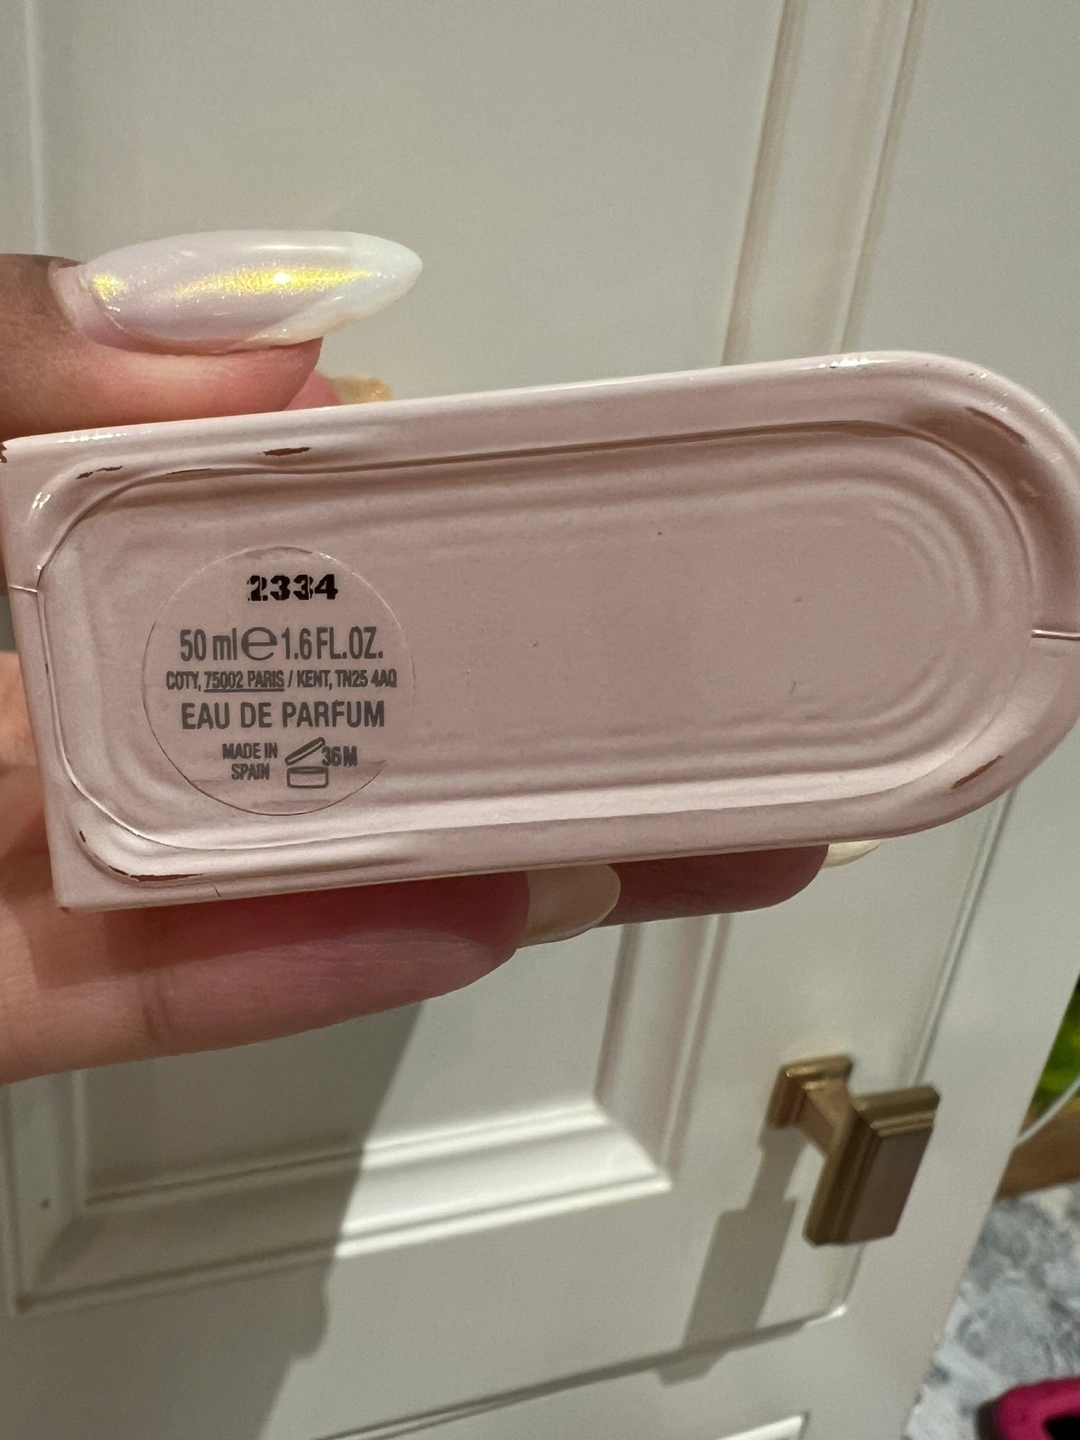 2334
50 ml ℮ 1.6 FL.OZ.
COTY, 75002 PARIS / KENT, TN25 4AQ
EAU DE PARFUM
MADE IN
SPAIN
36 M